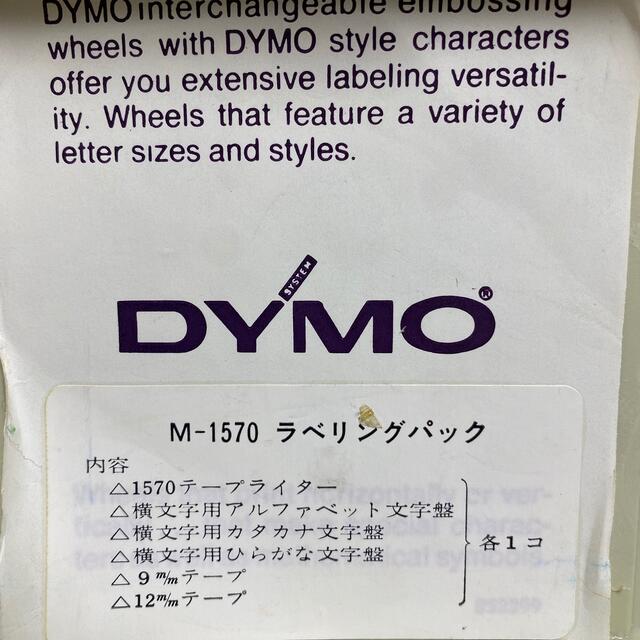 DYMO interchangeable embossing
wheels with DYMO style characters
offer you extensive labeling versatil-
ity. Wheels that feature a variety of
letter sizes and styles.
SYSTEM
DYMO®
M-1570 ラベリングパック
内容
△1570テープライター
△横文字用アルファベット文字盤
△横文字用カタカナ文字盤
△横文字用ひらがな文字盤
△9m/mテープ
△12m/mテープ
各1コ